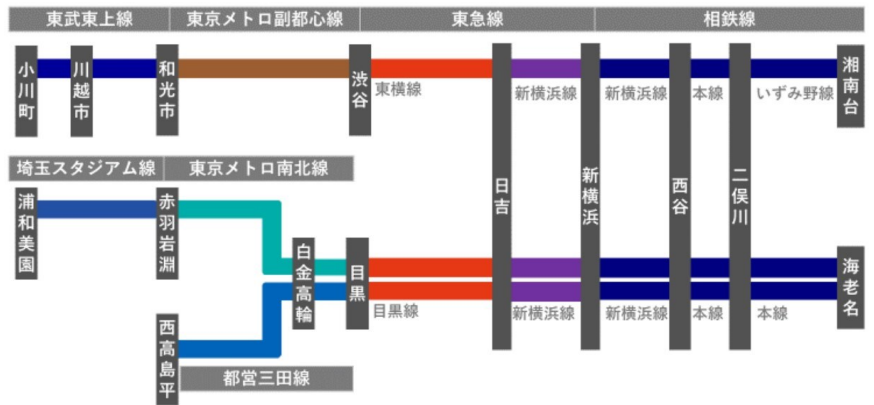 東武東上線 東京メトロ副都心線 東急線 相鉄線
小川町 川越市 和光市 渋谷 東横線 新横浜線 新横浜線 本線 いずみ野線 湘南台
埼玉スタジアム線 東京メトロ南北線
浦和美園 赤羽岩淵 白金高輪 目黒 日吉 新横浜 西谷 二俣川 海老名
目黒線 新横浜線 新横浜線 本線 本線
西高島平
都営三田線